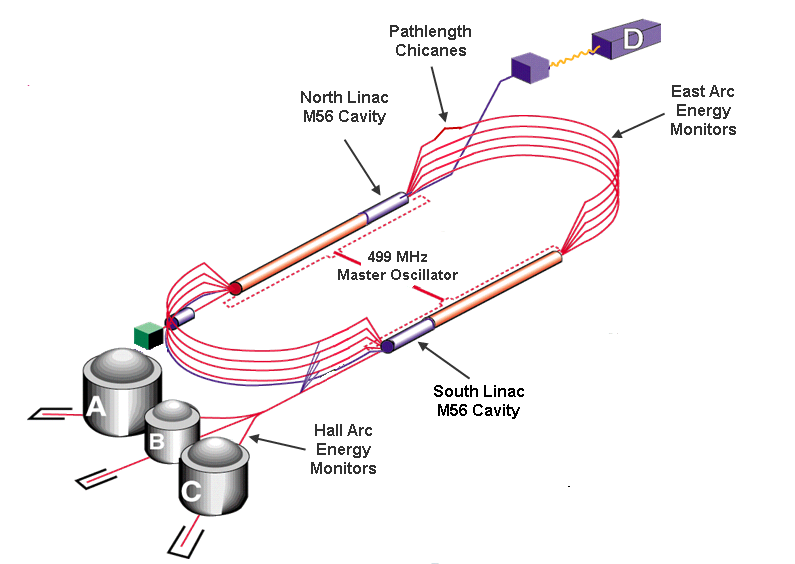 Pathlength
Chicanes
D
East Arc
Energy
Monitors
North Linac
M56 Cavity
499 MHz
Master Oscillator
South Linac
M56 Cavity
A
B
C
Hall Arc
Energy
Monitors